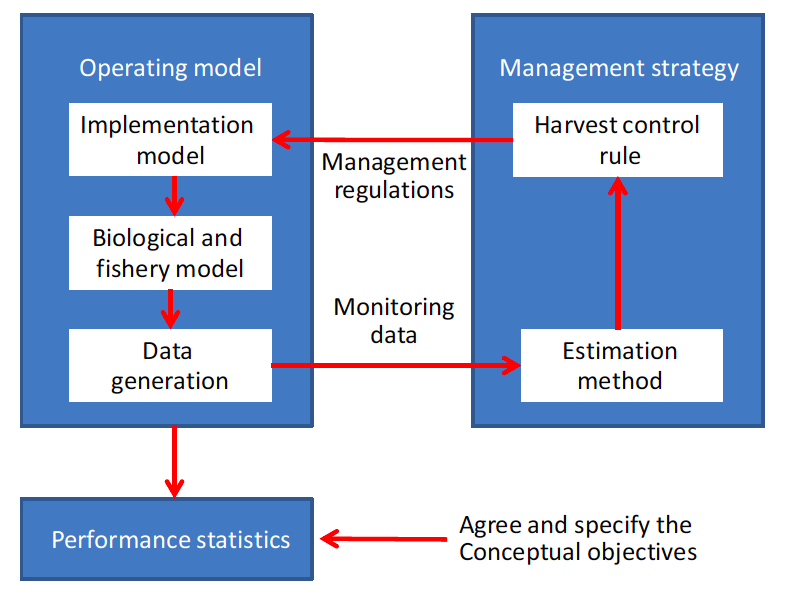 Operating model
Implementation
model
Biological and
fishery model
Data
generation
Management
regulations
Monitoring
data
Management strategy
Harvest control
rule
Estimation
method
Performance statistics
Agree and specify the
Conceptual objectives